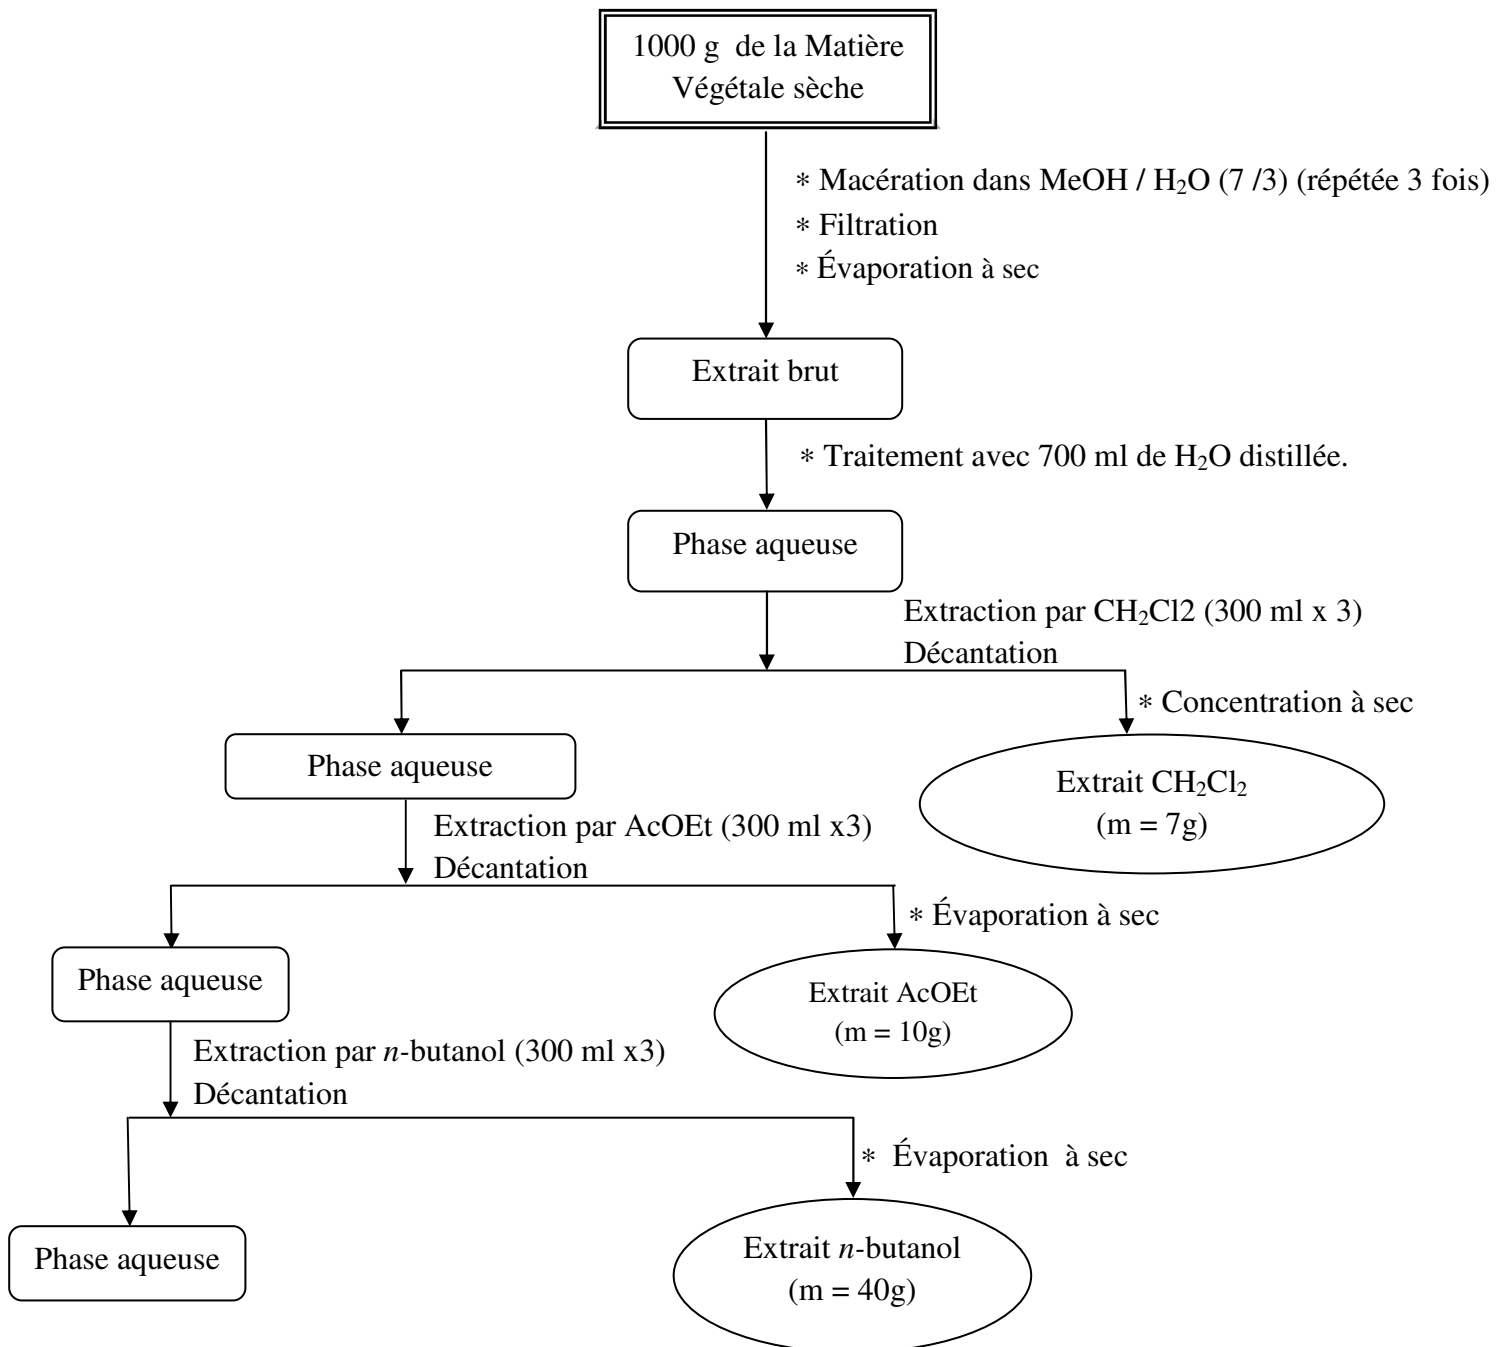 1000 g  de la Matière
Végétale sèche
* Macération dans MeOH / H₂O (7 /3) (répétée 3 fois)
* Filtration
* Évaporation à sec
Extrait brut
* Traitement avec 700 ml de H₂O distillée.
Phase aqueuse
Extraction par CH₂Cl2 (300 ml x 3)
Décantation
* Concentration à sec
Phase aqueuse
Extrait CH₂Cl₂
(m = 7g)
Extraction par AcOEt (300 ml x3)
Décantation
* Évaporation à sec
Phase aqueuse
Extrait AcOEt
(m = 10g)
Extraction par n-butanol (300 ml x3)
Décantation
*  Évaporation  à sec
Phase aqueuse
Extrait n-butanol
(m = 40g)